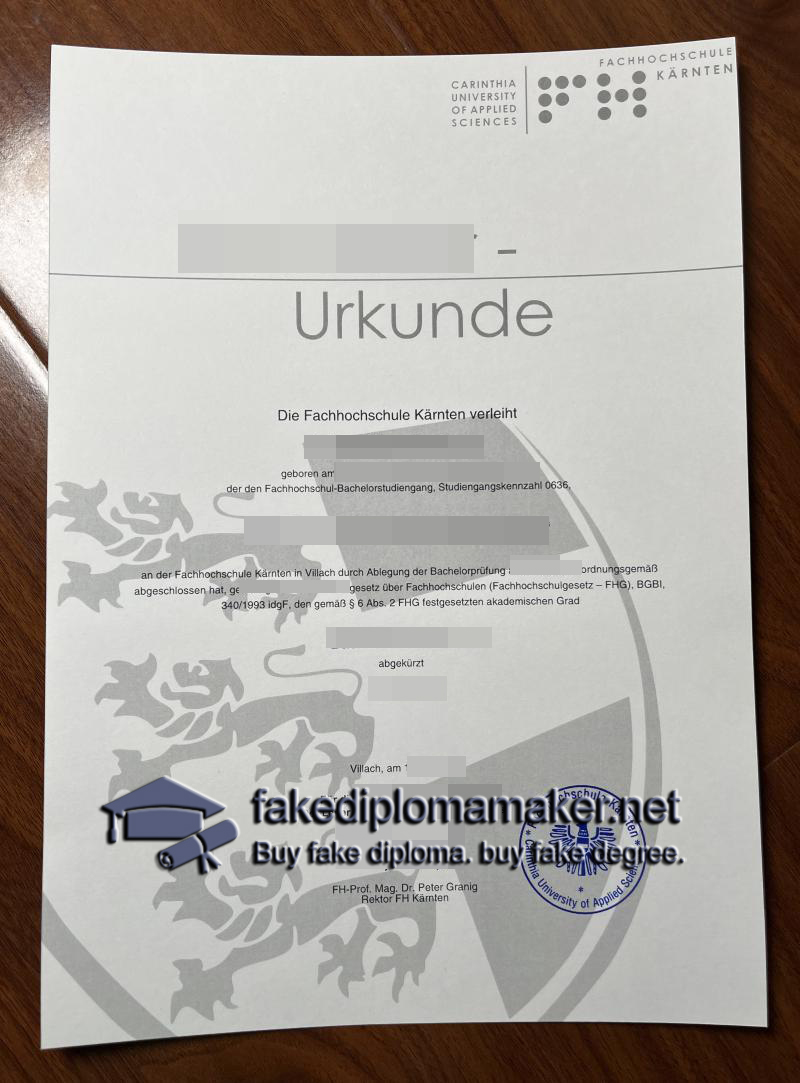 FACHHOCHSCHULE
KÄRNTEN
CARINTHIA
UNIVERSITY
OF APPLIED
SCIENCES
–
Urkunde
Die Fachhochschule Kärnten verleiht
geboren am
der den Fachhochschul-Bachelorstudiengang, Studiengangskennzahl 0636,
an der Fachhochschule Kärnten in Villach durch Ablegung der Bachelorprüfung ordnungsgemäß
abgeschlossen hat, gesetz über Fachhochschulen (Fachhochschulgesetz – FHG), BGBl,
340/1993 idgF, den gemäß § 6 Abs. 2 FHG festgesetzten akademischen Grad
abgekürzt
Villach, am 1
fakediplomamaker.net
Buy fake diploma. buy fake degree.
Carinthia University of Applied
FH-Prof. Mag. Dr. Peter Granig
Rektor FH Kärnten